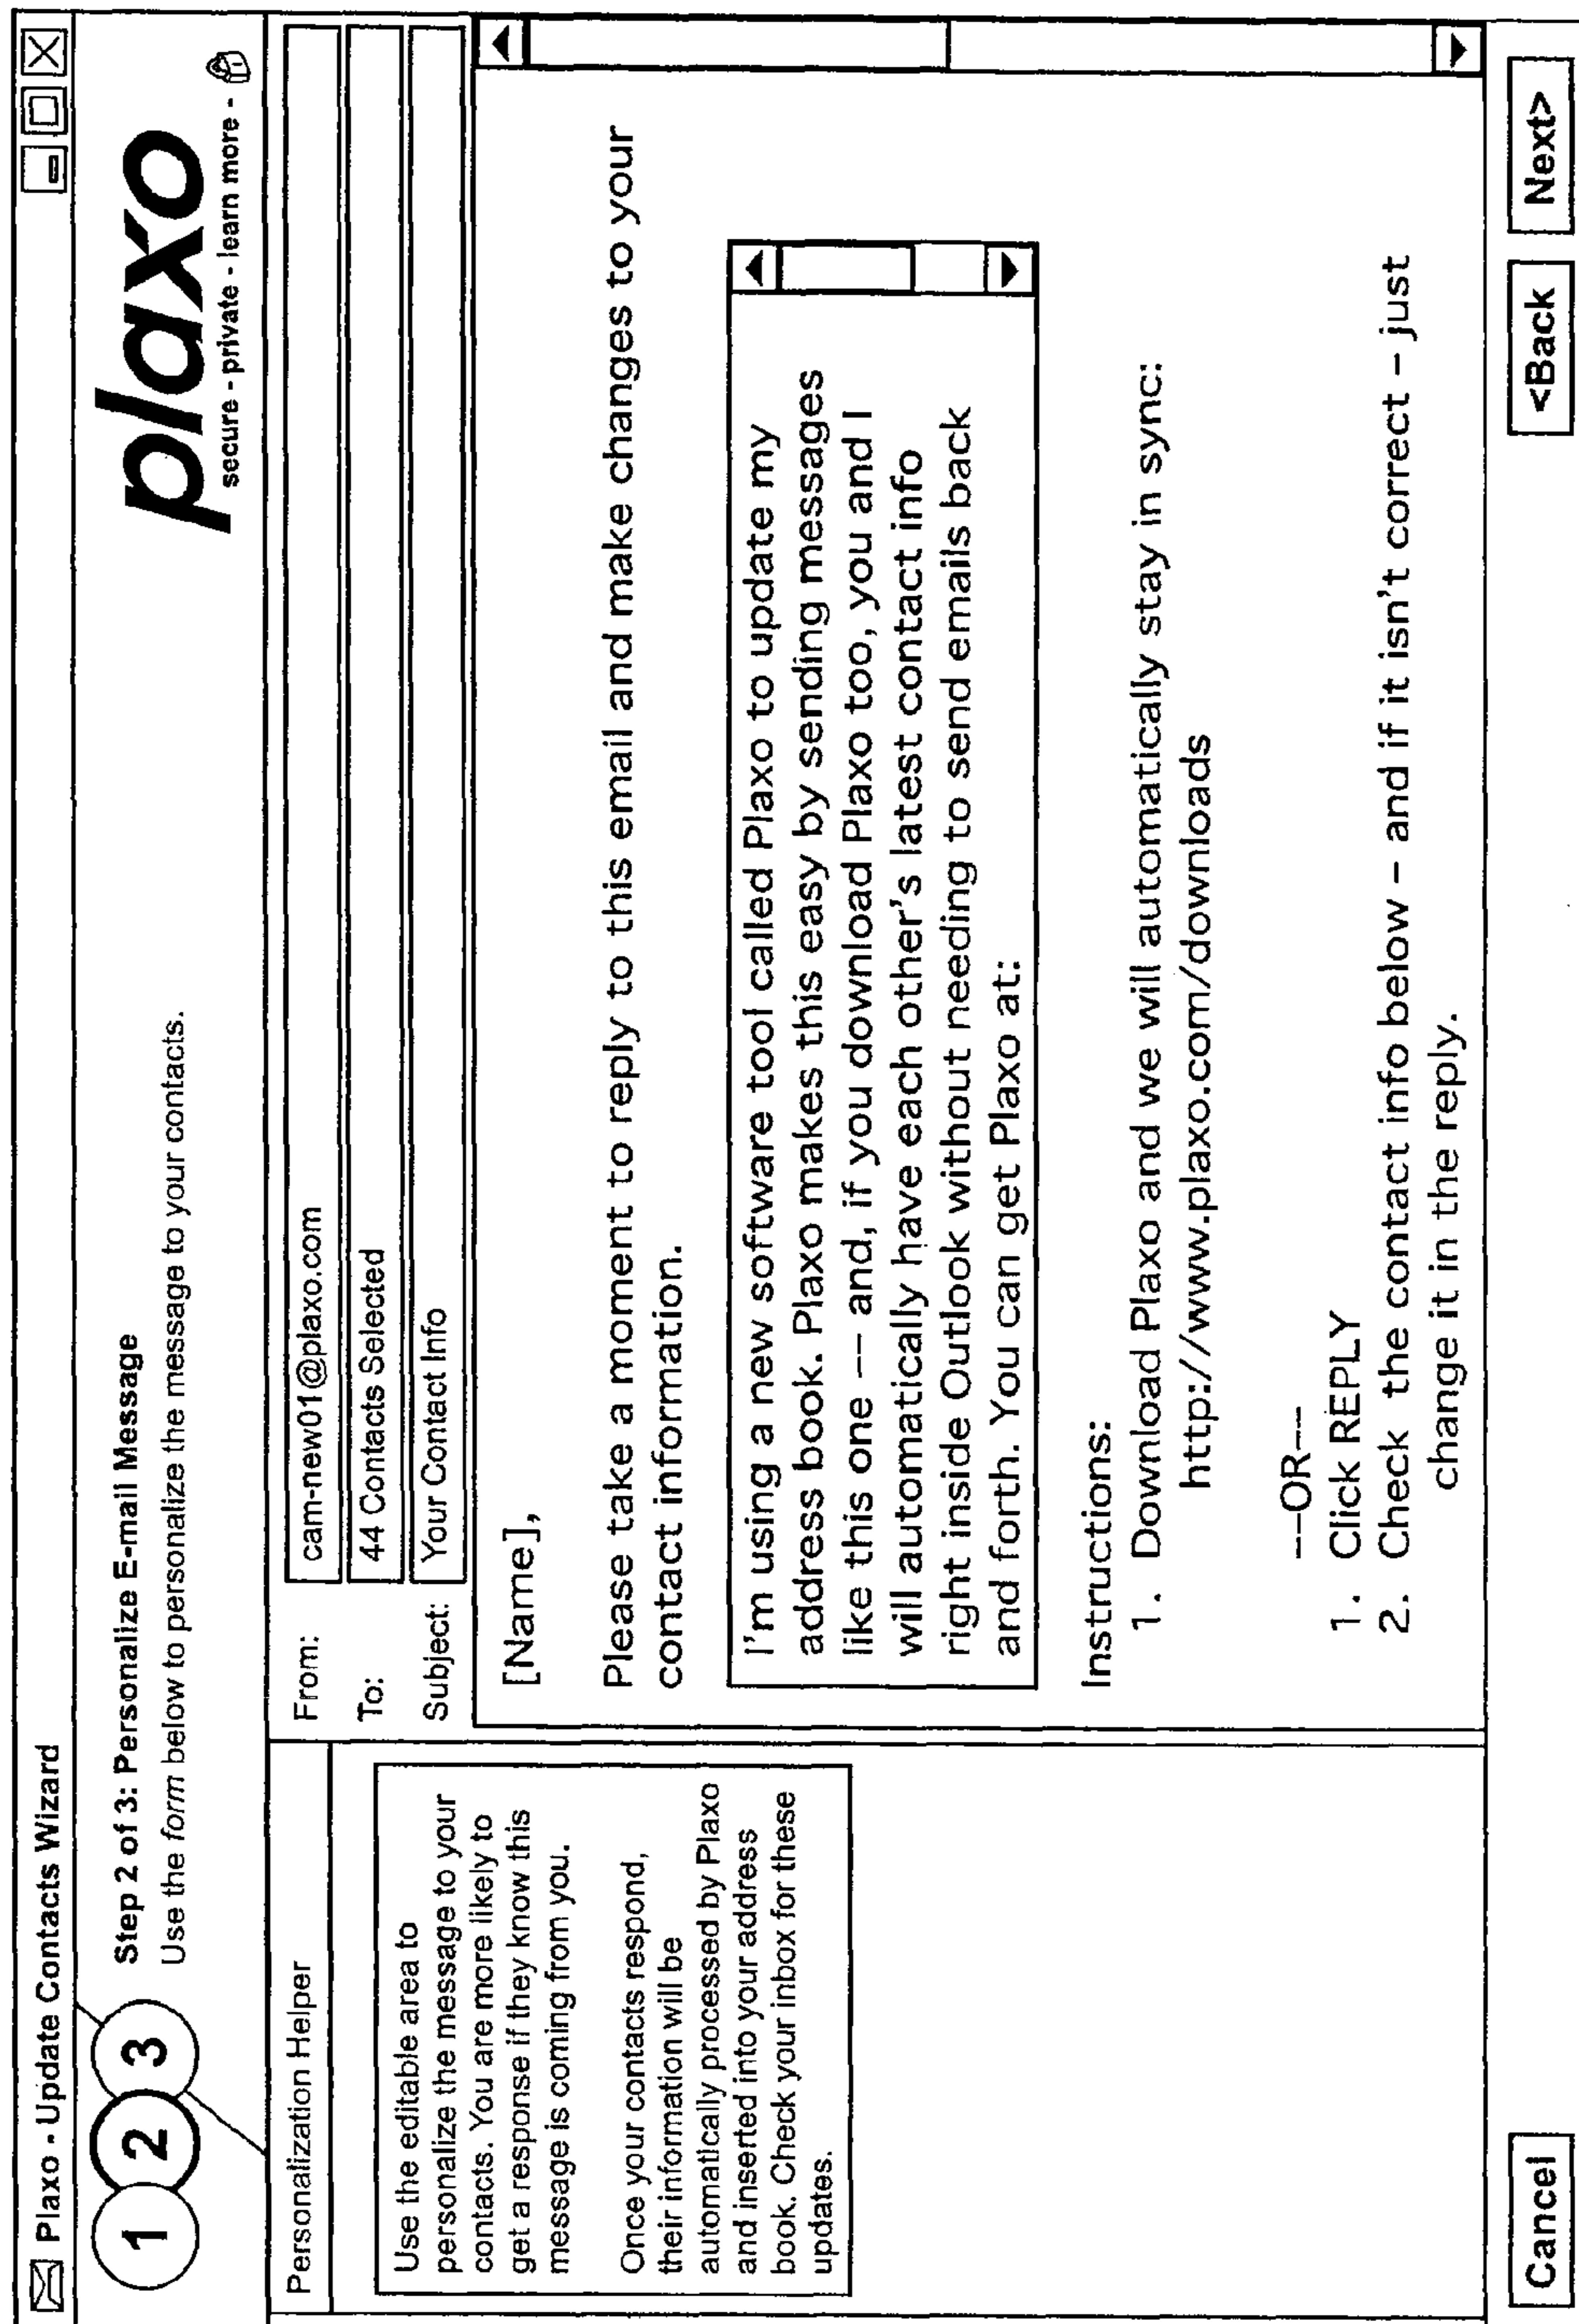 Plaxo - Update Contacts Wizard
1 2 3
Step 2 of 3: Personalize E-mail Message
Use the form below to personalize the message to your contacts.
plaxo
secure - private - learn more -
Personalization Helper
Use the editable area to
personalize the message to your
contacts. You are more likely to
get a response if they know this
message is coming from you.
Once your contacts respond,
their information will be
automatically processed by Plaxo
and inserted into your address
book. Check your inbox for these
updates.
From: cam-new01@plaxo.com
To: 44 Contacts Selected
Subject: Your Contact Info
[Name],
Please take a moment to reply to this email and make changes to your
contact information.
I'm using a new software tool called Plaxo to update my
address book. Plaxo makes this easy by sending messages
like this one -- and, if you download Plaxo too, you and I
will automatically have each other's latest contact info
right inside Outlook without needing to send emails back
and forth. You can get Plaxo at:
Instructions:
1. Download Plaxo and we will automatically stay in sync:
http://www.plaxo.com/downloads
--OR--
1. Click REPLY
2. Check the contact info below – and if it isn't correct – just
change it in the reply.
Cancel
<Back
Next>